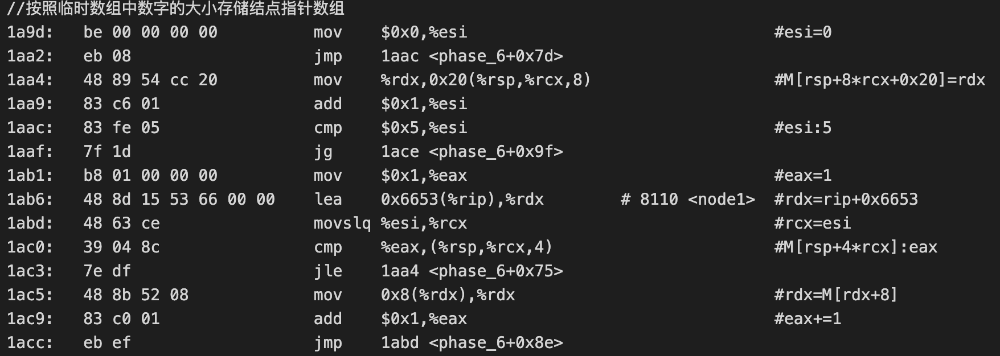 //按照临时数组中数字的大小存储结点指针数组
1a9d: be 00 00 00 00 mov $0x0,%esi #esi=0
1aa2: eb 08 jmp 1aac <phase_6+0x7d>
1aa4: 48 89 54 cc 20 mov %rdx,0x20(%rsp,%rcx,8) #M[rsp+8*rcx+0x20]=rdx
1aa9: 83 c6 01 add $0x1,%esi
1aac: 83 fe 05 cmp $0x5,%esi #esi:5
1aaf: 7f 1d jg 1ace <phase_6+0x9f>
1ab1: b8 01 00 00 00 mov $0x1,%eax #eax=1
1ab6: 48 8d 15 53 66 00 00 lea 0x6653(%rip),%rdx # 8110 <node1> #rdx=rip+0x6653
1abd: 48 63 ce movslq %esi,%rcx #rcx=esi
1ac0: 39 04 8c cmp %eax,(%rsp,%rcx,4) #M[rsp+4*rcx]:eax
1ac3: 7e df jle 1aa4 <phase_6+0x75>
1ac5: 48 8b 52 08 mov 0x8(%rdx),%rdx #rdx=M[rdx+8]
1ac9: 83 c0 01 add $0x1,%eax #eax+=1
1acc: eb ef jmp 1abd <phase_6+0x8e>